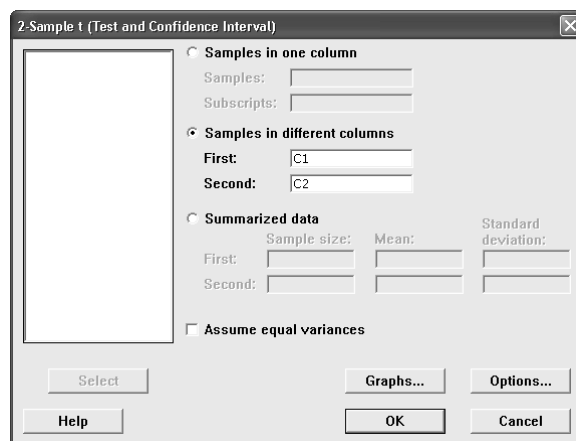 2-Sample t (Test and Confidence Interval)
Samples in one column
Samples:
Subscripts:
Samples in different columns
First: C1
Second: C2
Summarized data
Sample size: Mean: Standard deviation:
First:
Second:
Assume equal variances
Select Graphs... Options...
Help OK Cancel